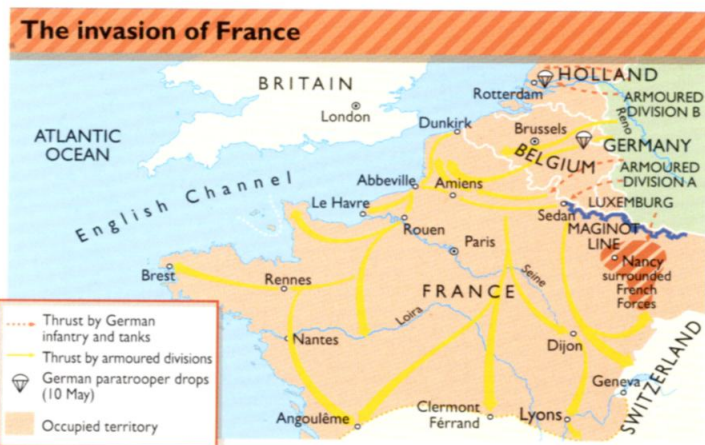 The invasion of France
BRITAIN
London
ATLANTIC
OCEAN
English Channel
HOLLAND
Rotterdam
ARMOURED
DIVISION B
Reno
Dunkirk
Brussels
GERMANY
BELGIUM
ARMOURED
DIVISION A
Abbeville
Amiens
LUXEMBURG
Le Havre
Sedan
MAGINOT
LINE
Rouen
Paris
Nancy
surrounded
French
Forces
Brest
Rennes
Seine
FRANCE
Loira
Nantes
Dijon
SWITZERLAND
Geneva
Angoulême
Clermont
Férrand
Lyons
Thrust by German
infantry and tanks
Thrust by armoured divisions
German paratrooper drops
(10 May)
Occupied territory